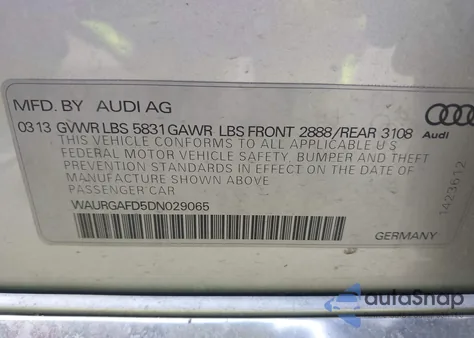 MFD. BY AUDI AG
03 13 GVWR LBS 5831 GAWR LBS FRONT 2888/REAR 3108
Audi
THIS VEHICLE CONFORMS TO ALL APPLICABLE U S
FEDERAL MOTOR VEHICLE SAFETY, BUMPER AND THEFT
PREVENTION STANDARDS IN EFFECT ON THE DATE OF
MANUFACTURE SHOWN ABOVE
PASSENGER CAR
WAURGAFD5DN029065
1423612
GERMANY
autoSnap